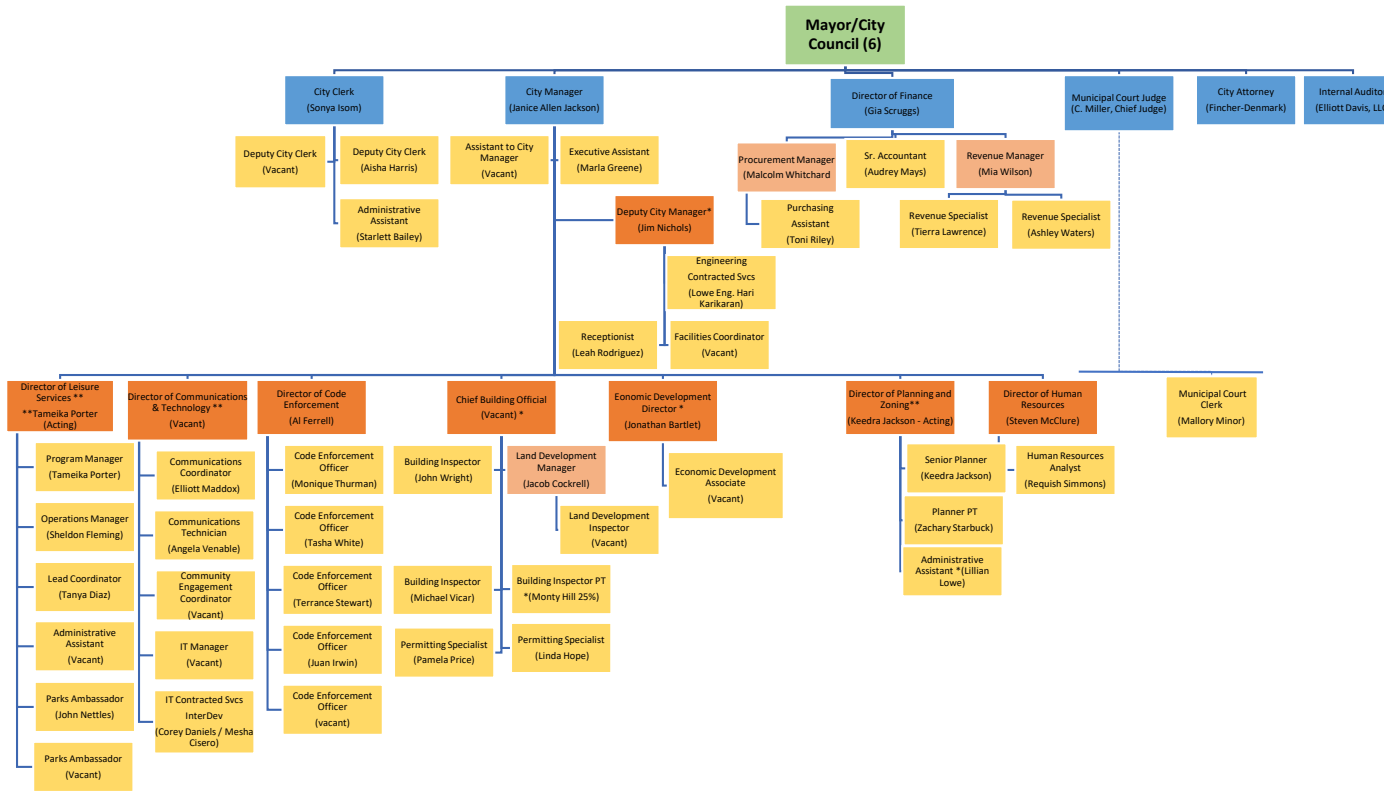 Mayor/City
Council (6)
City Clerk
(Sonya Isom)
City Manager
(Janice Allen Jackson)
Director of Finance
(Gia Scruggs)
Municipal Court Judge
(C. Miller, Chief Judge)
City Attorney
(Fincher-Denmark)
Internal Auditor
(Elliott Davis, LLC
Deputy City Clerk
(Vacant)
Deputy City Clerk
(Aisha Harris)
Administrative
Assistant
(Starlett Bailey)
Assistant to City
Manager
(Vacant)
Executive Assistant
(Marla Greene)
Procurement Manager
(Malcolm Whitchard
Sr. Accountant
(Audrey Mays)
Revenue Manager
(Mia Wilson)
Purchasing
Assistant
(Toni Riley)
Revenue Specialist
(Tierra Lawrence)
Revenue Specialist
(Ashley Waters)
Deputy City Manager*
(Jim Nichols)
Engineering
Contracted Svcs
(Lowe Eng. Hari
Karikaran)
Receptionist
(Leah Rodriguez)
Facilities Coordinator
(Vacant)
Director of Leisure
Services **
**Tameika Porter
(Acting)
Director of Communications
& Technology **
(Vacant)
Director of Code
Enforcement
(Al Ferrell)
Chief Building Official
(Vacant) *
Economic Development
Director *
(Jonathan Bartlet)
Director of Planning and
Zoning**
(Keedra Jackson - Acting)
Director of Human
Resources
(Steven McClure)
Municipal Court
Clerk
(Mallory Minor)
Program Manager
(Tameika Porter)
Operations Manager
(Sheldon Fleming)
Lead Coordinator
(Tanya Diaz)
Administrative
Assistant
(Vacant)
Parks Ambassador
(John Nettles)
Parks Ambassador
(Vacant)
Communications
Coordinator
(Elliott Maddox)
Communications
Technician
(Angela Venable)
Community
Engagement
Coordinator
(Vacant)
IT Manager
(Vacant)
IT Contracted Svcs
InterDev
(Corey Daniels / Mesha
Cisero)
Code Enforcement
Officer
(Monique Thurman)
Code Enforcement
Officer
(Tasha White)
Code Enforcement
Officer
(Terrance Stewart)
Code Enforcement
Officer
(Juan Irwin)
Code Enforcement
Officer
(vacant)
Building Inspector
(John Wright)
Land Development
Manager
(Jacob Cockrell)
Land Development
Inspector
(Vacant)
Building Inspector
(Michael Vicar)
Building Inspector PT
*(Monty Hill 25%)
Permitting Specialist
(Pamela Price)
Permitting Specialist
(Linda Hope)
Economic Development
Associate
(Vacant)
Senior Planner
(Keedra Jackson)
Planner PT
(Zachary Starbuck)
Administrative
Assistant *(Lillian
Lowe)
Human Resources
Analyst
(Requish Simmons)